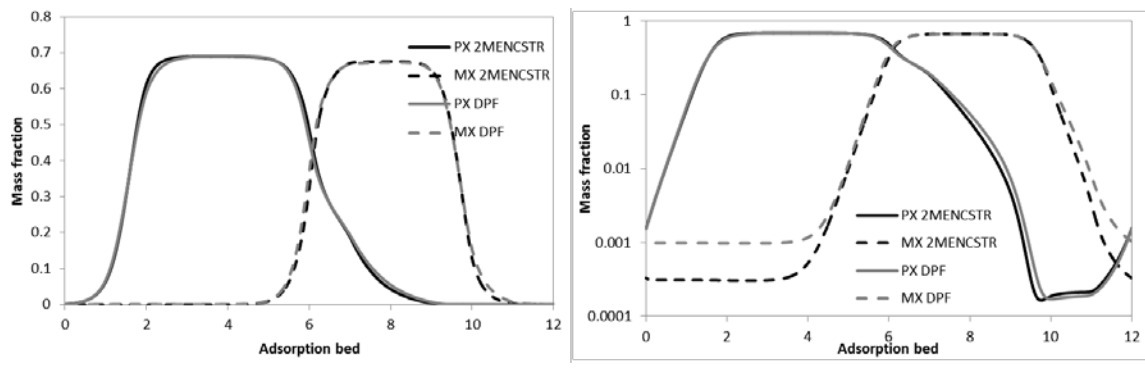 0.8
0.7
0.6
0.5
0.4
0.3
0.2
0.1
0
Mass fraction
0 2 4 6 8 10 12
Adsorption bed
PX 2MENCSTR
MX 2MENCSTR
PX DPF
MX DPF
1
0.1
0.01
0.001
0.0001
Mass fraction
0 2 4 6 8 10 12
Adsorption bed
PX 2MENCSTR
MX 2MENCSTR
PX DPF
MX DPF